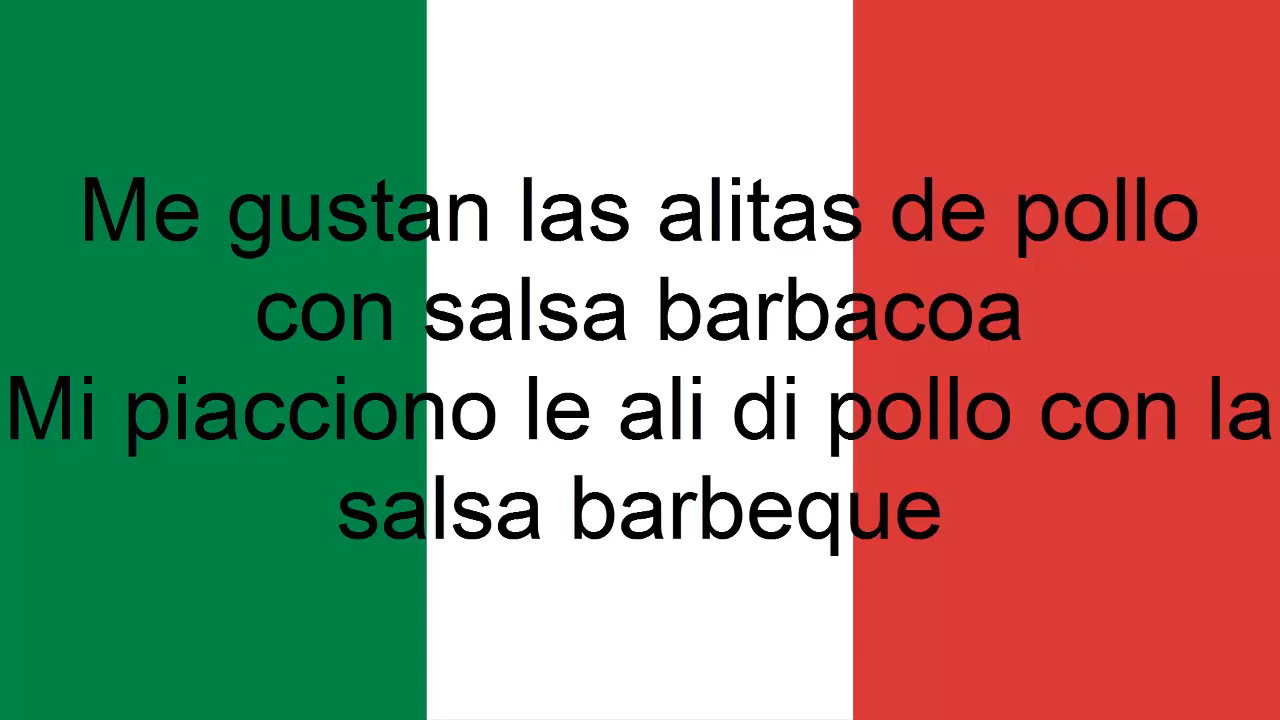 Me gustan las alitas de pollo
con salsa barbacoa
Mi piacciono le ali di pollo con la
salsa barbeque